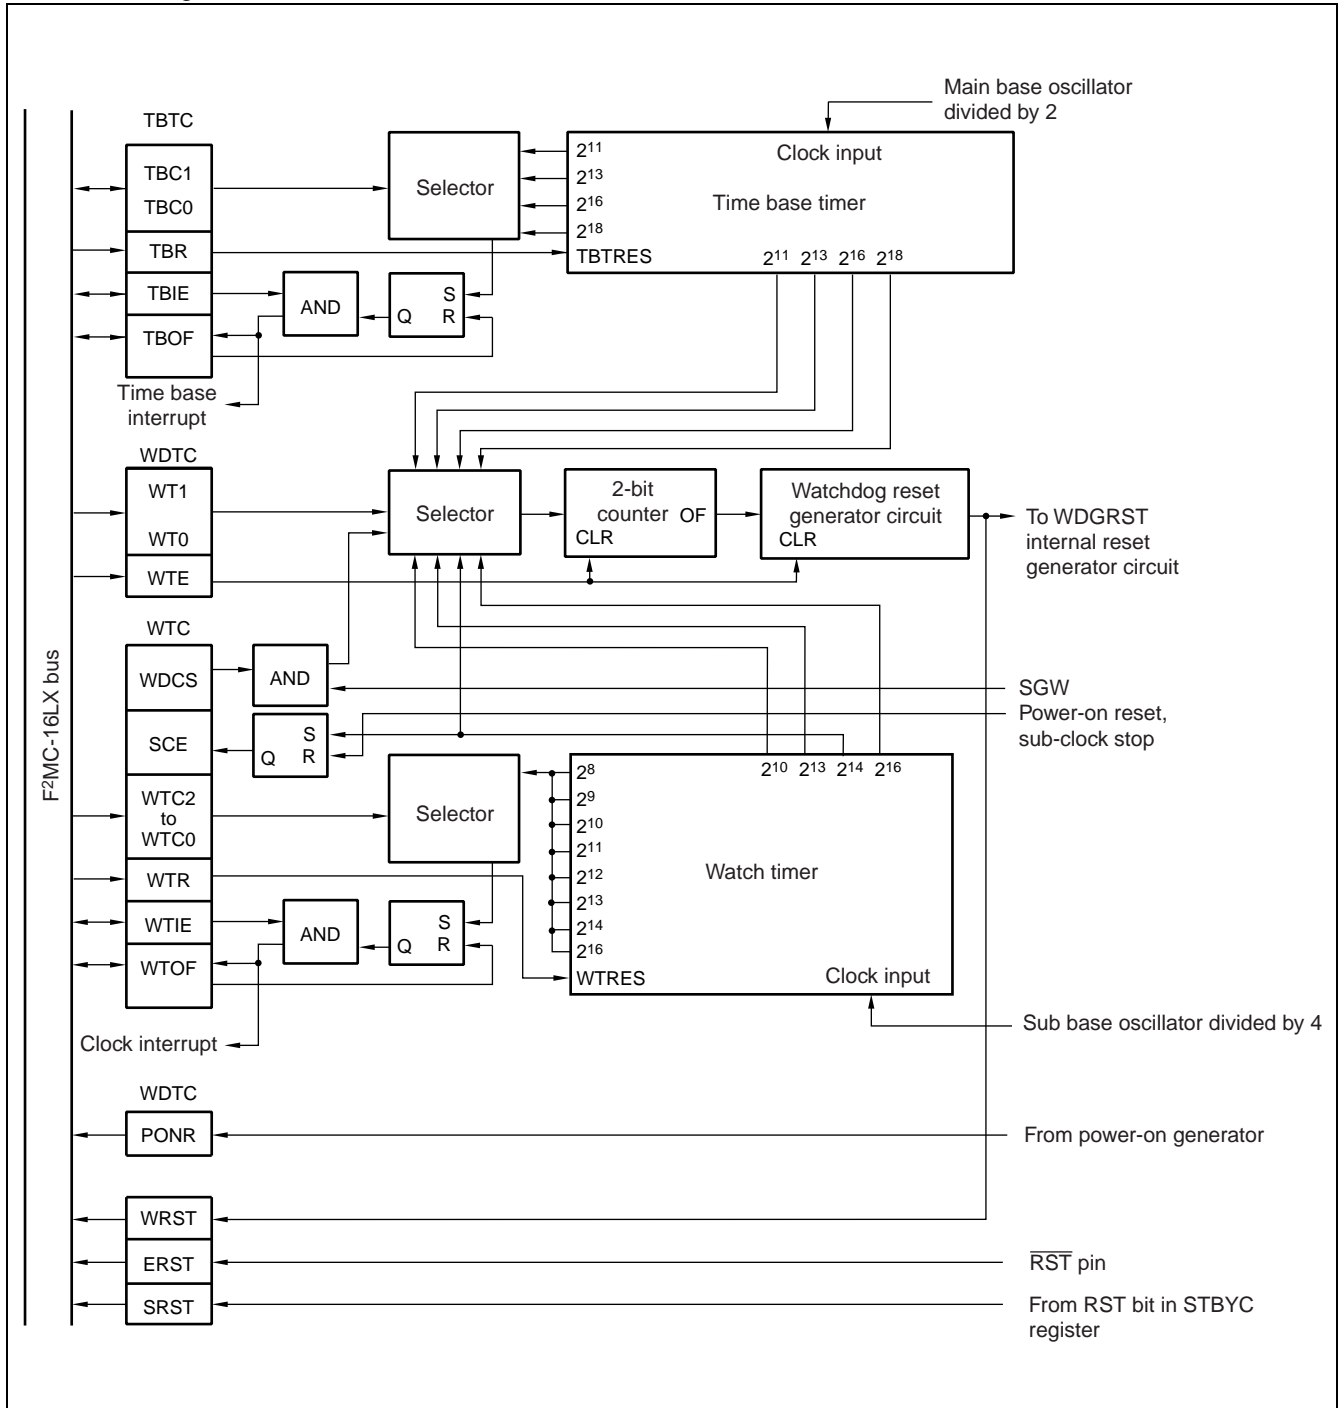 Main base oscillator
divided by 2
TBTC
TBC1
TBC0
TBR
TBIE
TBOF
Selector
2¹¹
2¹³
2¹⁶
2¹⁸
TBTRES
Clock input
Time base timer
2¹¹ 2¹³ 2¹⁶ 2¹⁸
AND
S
Q R
Time base
interrupt
WDTC
WT1
WT0
WTE
Selector
2-bit
counter OF
CLR
Watchdog reset
generator circuit
CLR
To WDGRST
internal reset
generator circuit
F²MC-16LX bus
WTC
WDCS
SCE
WTC2
to
WTC0
WTR
WTIE
WTOF
AND
SGW
Power-on reset,
sub-clock stop
S
Q R
Selector
2¹⁰ 2¹³ 2¹⁴ 2¹⁶
2⁸
2⁹
2¹⁰
2¹¹
2¹²
2¹³
2¹⁴
2¹⁶
WTRES
Watch timer
Clock input
AND
S
Q R
Sub base oscillator divided by 4
Clock interrupt
WDTC
PONR
From power-on generator
WRST
ERST
R̅S̅T̅ pin
SRST
From RST bit in STBYC
register